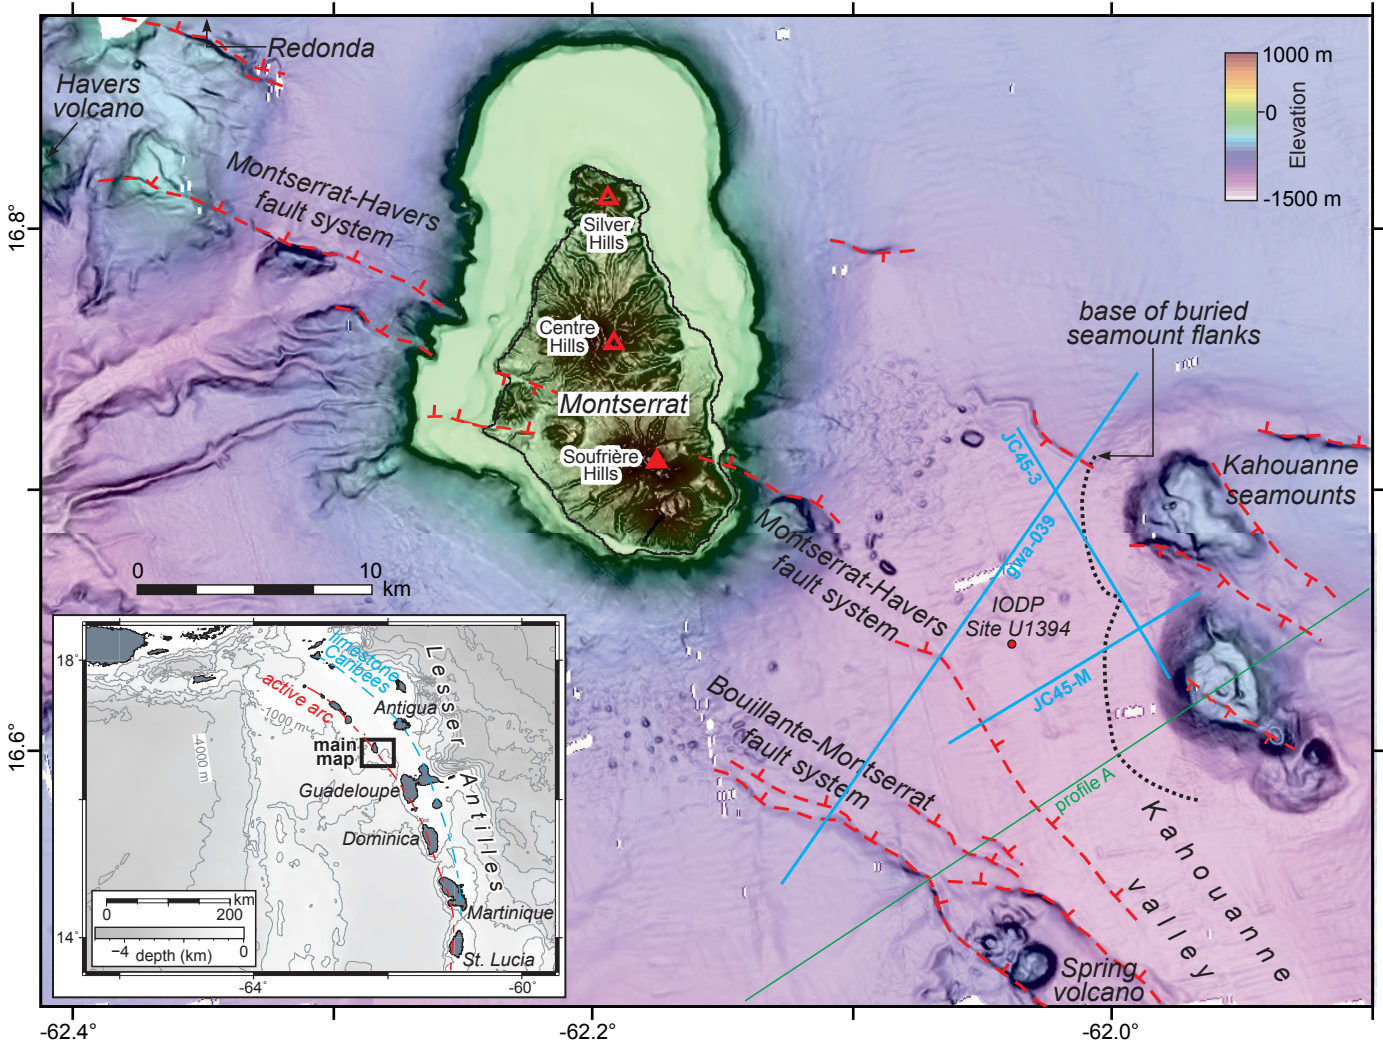 Redonda
Havers
volcano
1000 m
0
-1500 m
Elevation
Montserrat-Havers
fault system
16.8°
Silver
Hills
Centre
Hills
Montserrat
Soufrière
Hills
base of buried
seamount flanks
Kahouanne
seamounts
JC45-3
gwa-039
Montserrat-Havers
fault system
IODP
Site U1394
JC45-M
Bouillante-Montserrat
fault system
profile A
Kahouanne
valley
Spring
volcano
0 10
km
16.6°
18°
14°
-64°
-60°
limestone
Caribees
active arc
-1000 m
4000 m
Lesser
Antilles
Antigua
main
map
Guadeloupe
Dominica
Martinique
St. Lucia
km
0 200
−4 0
depth (km)
-62.4°
-62.2°
-62.0°